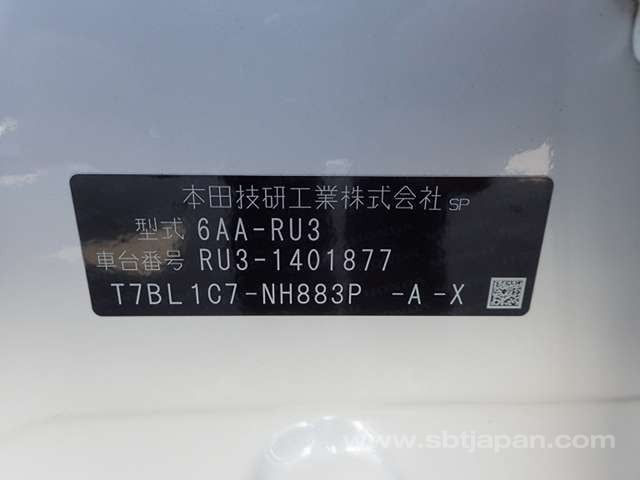 本田技研工業株式会社 SP
型式 6AA-RU3
車台番号 RU3-1401877
T7BL1C7-NH883P -A-X
www.sbtjapan.com